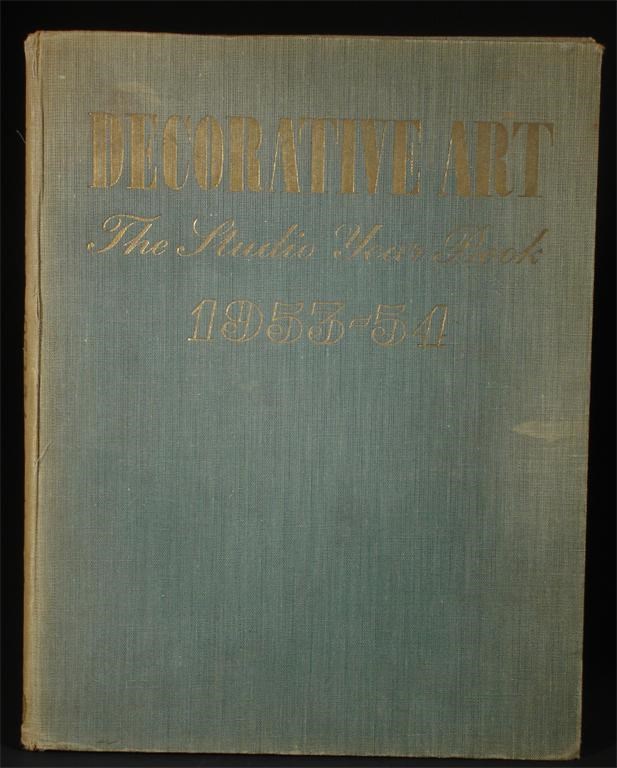 DECORATIVE ART
The Studio Year Book
1953-54